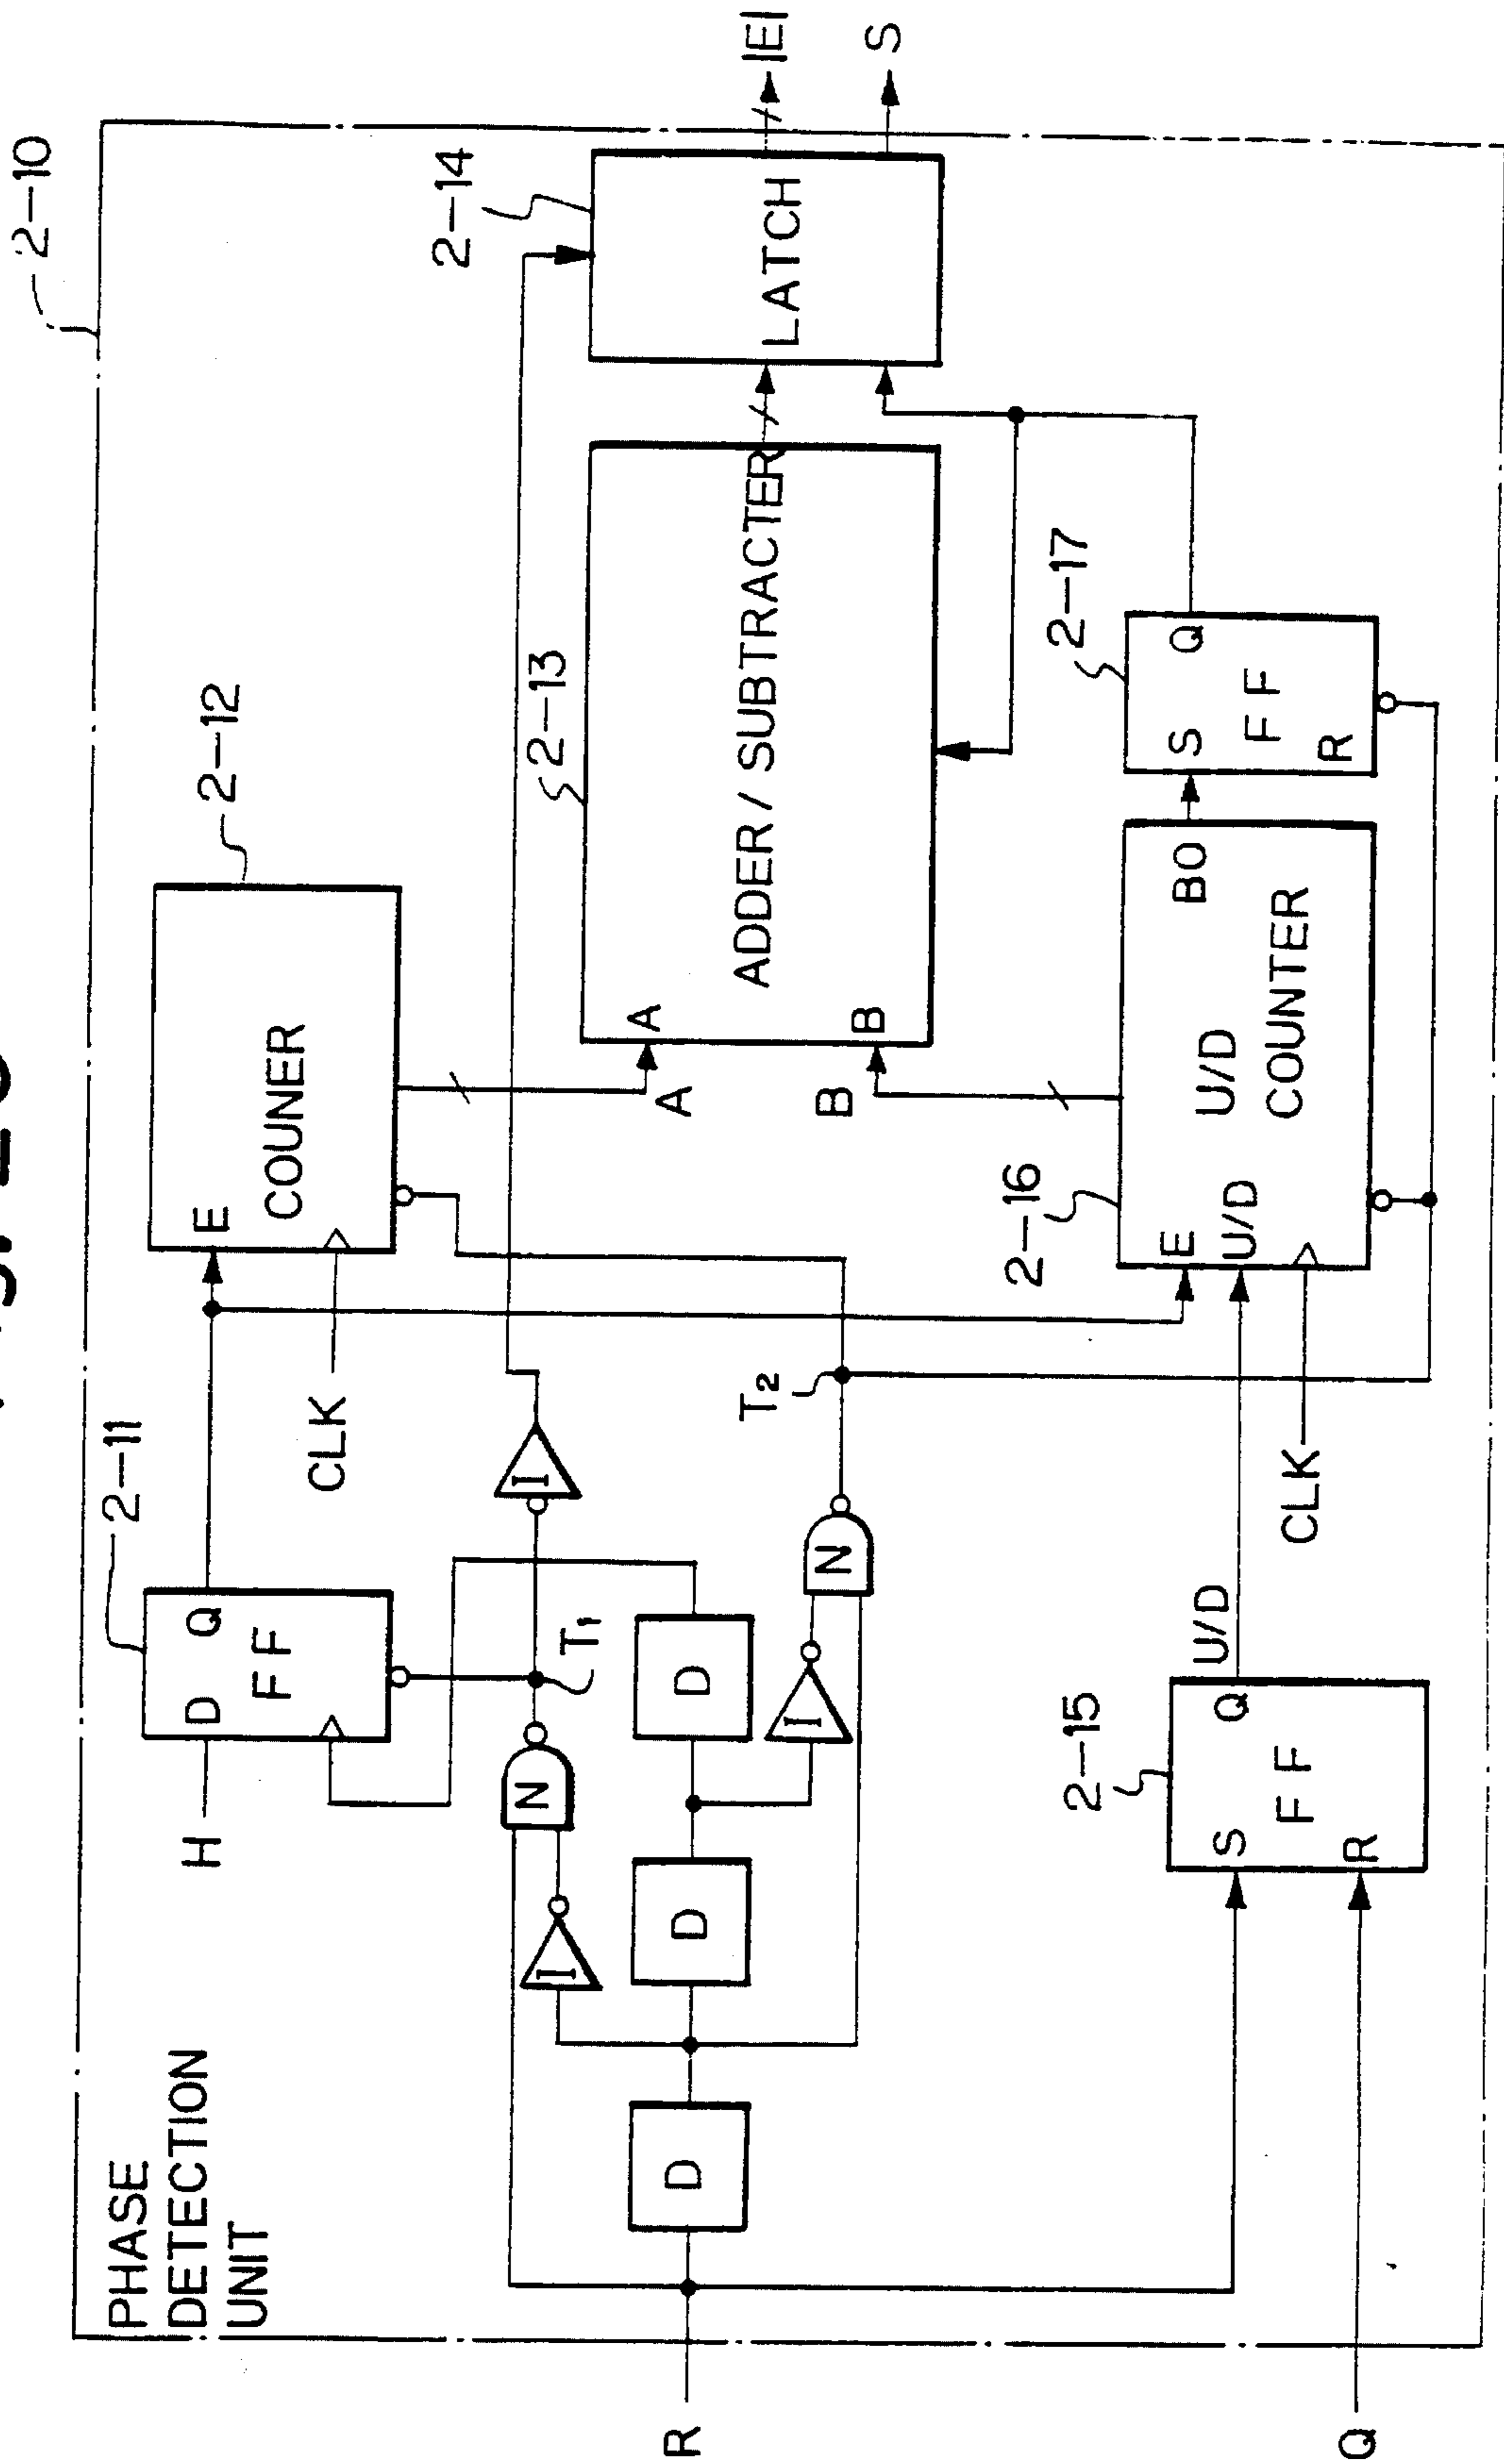 2-10
PHASE
DETECTION
UNIT
2-11
H
D
Q
FF
2-12
E
COUNER
CLK
N
I
I
T1
D
D
D
I
N
T2
A
B
2-13
A
B
ADDER / SUBTRACTER
2-14
LATCH
|E|
S
R
2-15
S
Q
FF
R
Q
U/D
CLK
2-16
E
U/D
BO
U/D
COUNTER
2-17
S
Q
FF
R